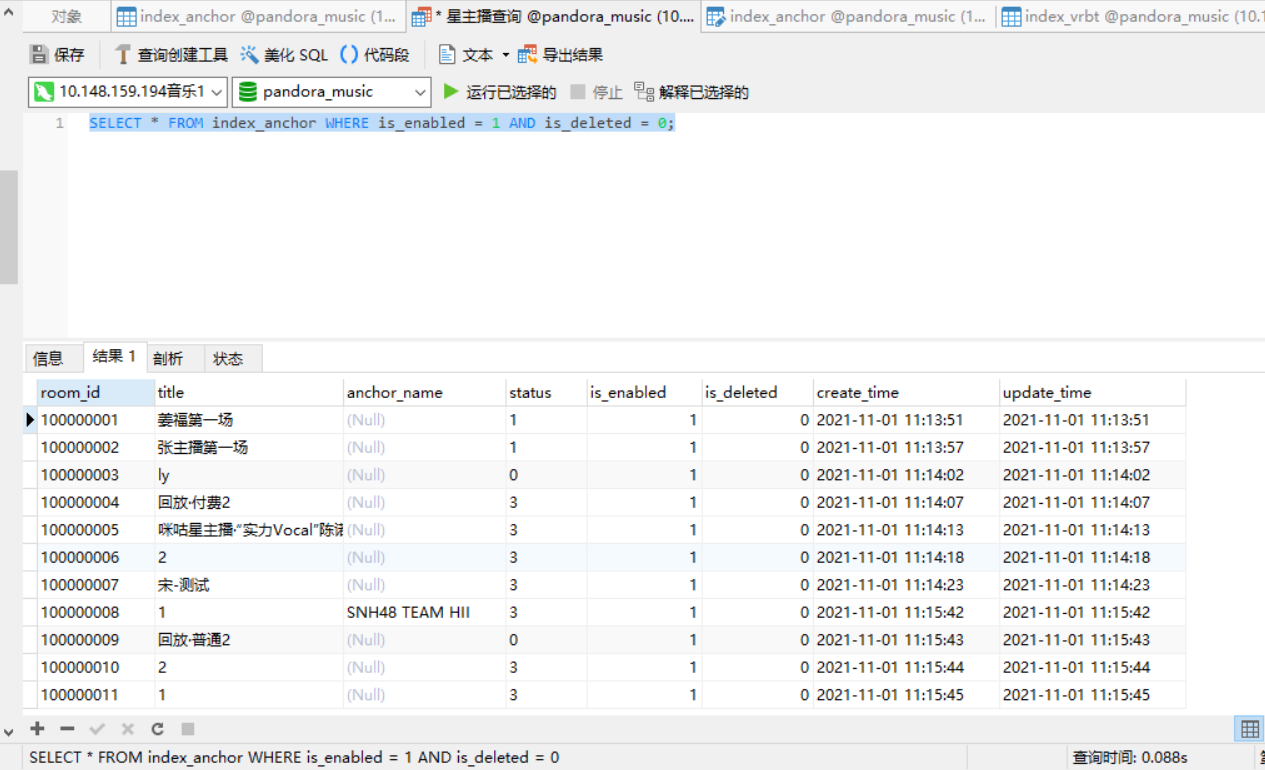 对象 index_anchor @pandora_music (1... * 星主播查询 @pandora_music (10.... index_anchor @pandora_music (1... index_vrbt @pandora_music (10.1
保存 查询创建工具 美化 SQL () 代码段 文本 导出结果
10.148.159.194音乐1 pandora_music 运行已选择的 停止 解释已选择的
1 SELECT * FROM index_anchor WHERE is_enabled = 1 AND is_deleted = 0;
信息 结果 1 剖析 状态
room_id title anchor_name status is_enabled is_deleted create_time update_time
100000001 姜福第一场 (Null) 1 1 0 2021-11-01 11:13:51 2021-11-01 11:13:51
100000002 张主播第一场 (Null) 1 1 0 2021-11-01 11:13:57 2021-11-01 11:13:57
100000003 ly (Null) 0 1 0 2021-11-01 11:14:02 2021-11-01 11:14:02
100000004 回放·付费2 (Null) 3 1 0 2021-11-01 11:14:07 2021-11-01 11:14:07
100000005 咪咕星主播·“实力Vocal”陈 (Null) 3 1 0 2021-11-01 11:14:13 2021-11-01 11:14:13
100000006 2 (Null) 3 1 0 2021-11-01 11:14:18 2021-11-01 11:14:18
100000007 宋-测试 (Null) 3 1 0 2021-11-01 11:14:23 2021-11-01 11:14:23
100000008 1 SNH48 TEAM HII 3 1 0 2021-11-01 11:15:42 2021-11-01 11:15:42
100000009 回放·普通2 (Null) 0 1 0 2021-11-01 11:15:43 2021-11-01 11:15:43
100000010 2 (Null) 3 1 0 2021-11-01 11:15:44 2021-11-01 11:15:44
100000011 1 (Null) 3 1 0 2021-11-01 11:15:45 2021-11-01 11:15:45
SELECT * FROM index_anchor WHERE is_enabled = 1 AND is_deleted = 0 查询时间: 0.088s